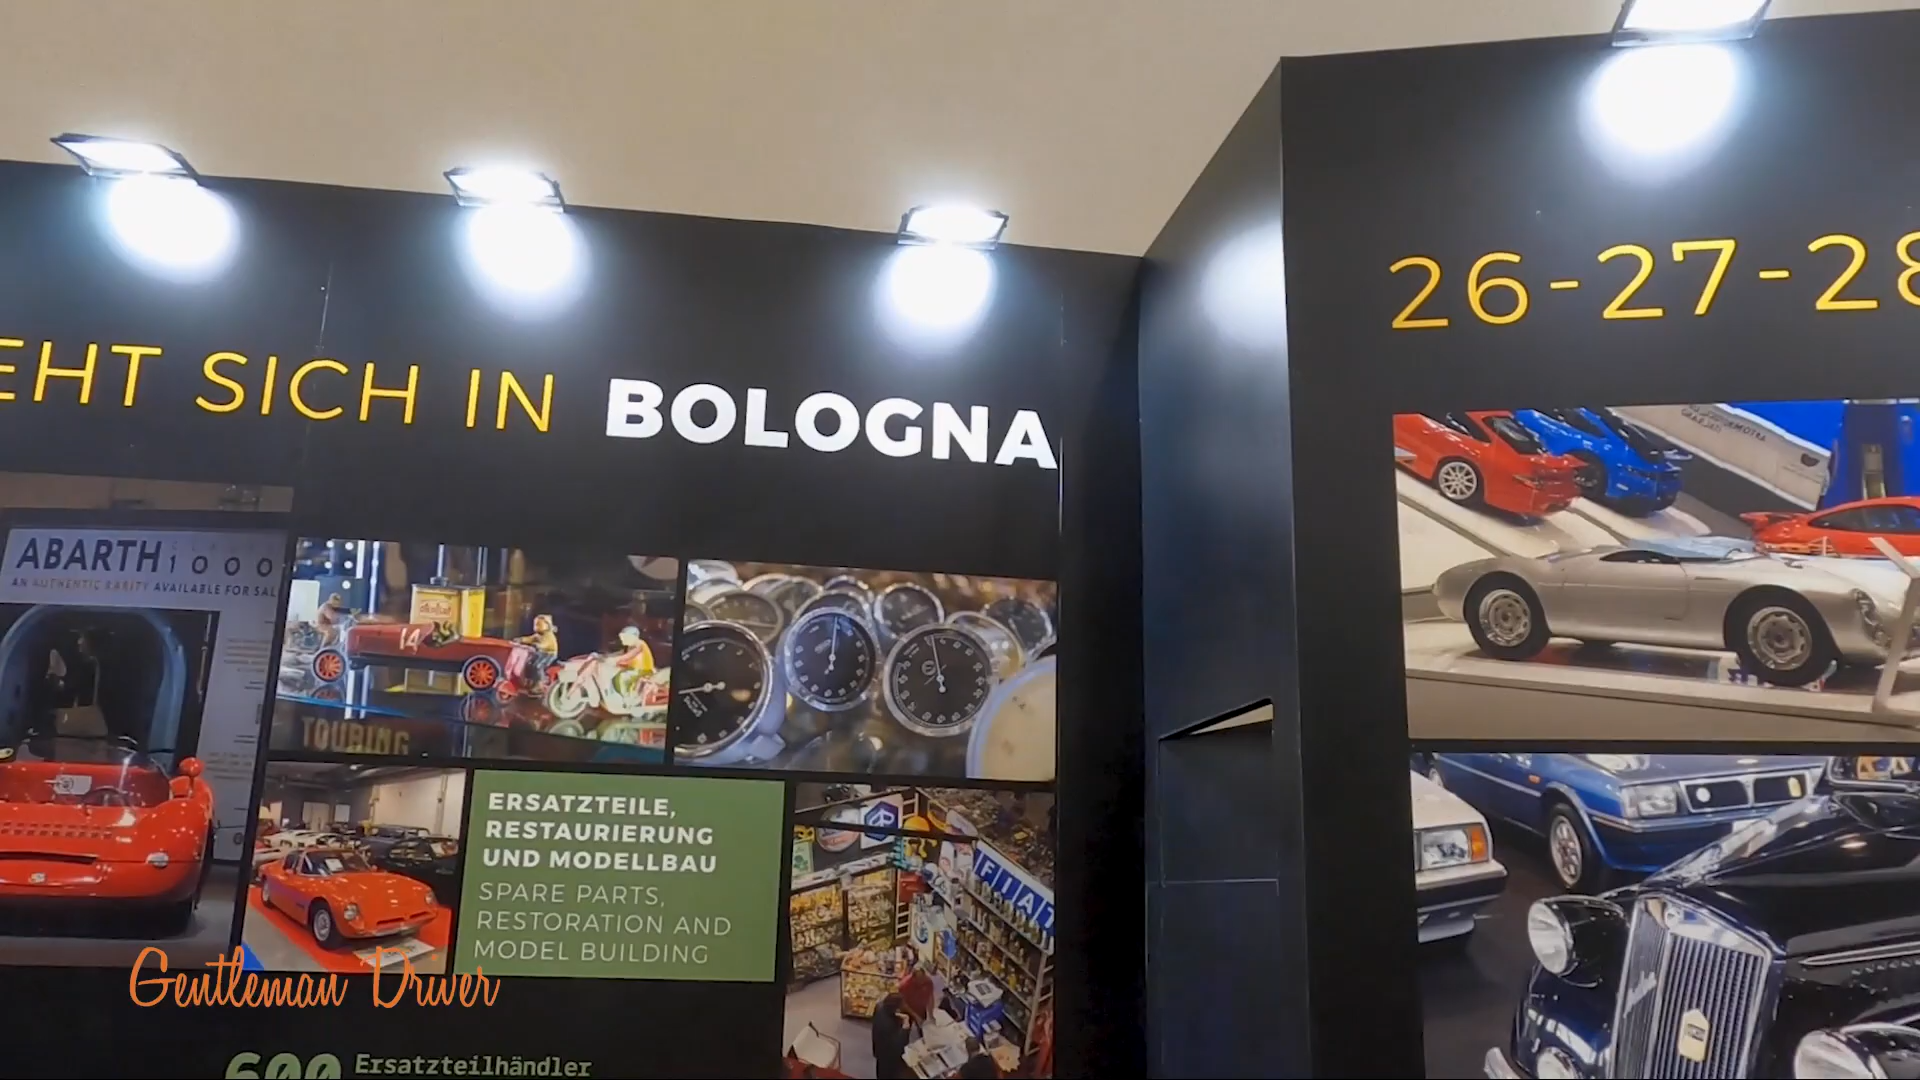 EHT SICH IN BOLOGNA
26-27-28
ABARTH
1000
AN AUTHENTIC RARITY AVAILABLE FOR SAL
14
TOURING
ERSATZTEILE,
RESTAURIERUNG
UND MODELLBAU
SPARE PARTS,
RESTORATION AND
MODEL BUILDING
FIAT
Gentleman Driver
600 Ersatzteilhändler